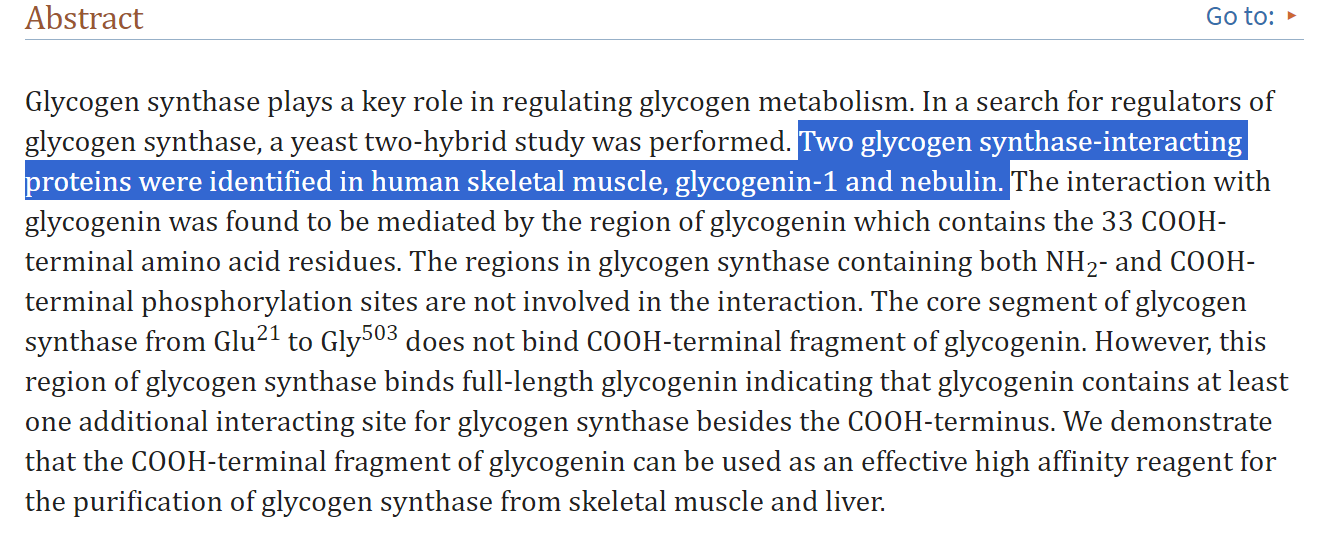 Abstract
Go to: ▸
Glycogen synthase plays a key role in regulating glycogen metabolism. In a search for regulators of
glycogen synthase, a yeast two-hybrid study was performed. Two glycogen synthase-interacting
proteins were identified in human skeletal muscle, glycogenin-1 and nebulin. The interaction with
glycogenin was found to be mediated by the region of glycogenin which contains the 33 COOH-
terminal amino acid residues. The regions in glycogen synthase containing both NH₂- and COOH-
terminal phosphorylation sites are not involved in the interaction. The core segment of glycogen
synthase from Glu²¹ to Gly⁵⁰³ does not bind COOH-terminal fragment of glycogenin. However, this
region of glycogen synthase binds full-length glycogenin indicating that glycogenin contains at least
one additional interacting site for glycogen synthase besides the COOH-terminus. We demonstrate
that the COOH-terminal fragment of glycogenin can be used as an effective high affinity reagent for
the purification of glycogen synthase from skeletal muscle and liver.